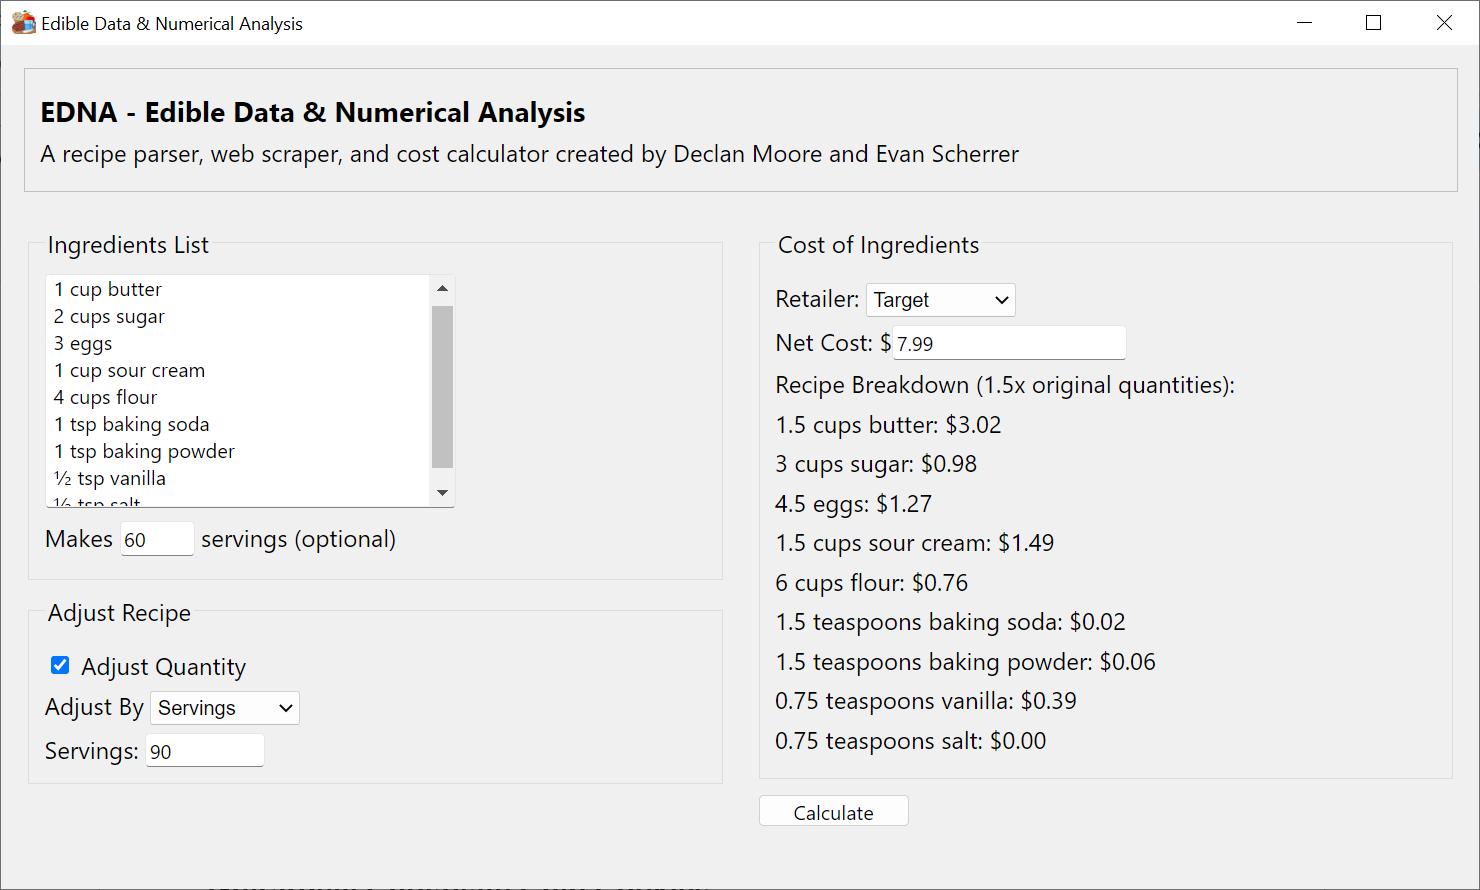 Edible Data & Numerical Analysis
EDNA - Edible Data & Numerical Analysis
A recipe parser, web scraper, and cost calculator created by Declan Moore and Evan Scherrer
Ingredients List
1 cup butter
2 cups sugar
3 eggs
1 cup sour cream
4 cups flour
1 tsp baking soda
1 tsp baking powder
½ tsp vanilla
½ tsp salt
Makes 60 servings (optional)
Adjust Recipe
Adjust Quantity
Adjust By Servings
Servings: 90
Cost of Ingredients
Retailer: Target
Net Cost: $ 7.99
Recipe Breakdown (1.5x original quantities):
1.5 cups butter: $3.02
3 cups sugar: $0.98
4.5 eggs: $1.27
1.5 cups sour cream: $1.49
6 cups flour: $0.76
1.5 teaspoons baking soda: $0.02
1.5 teaspoons baking powder: $0.06
0.75 teaspoons vanilla: $0.39
0.75 teaspoons salt: $0.00
Calculate